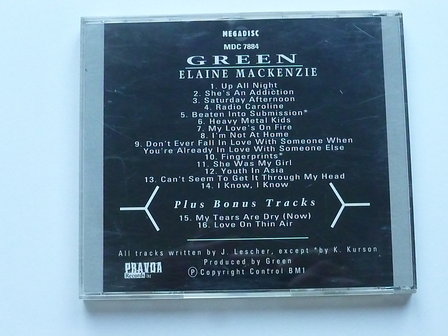 MEGADISC
MDC 7884
GREEN
ELAINE MACKENZIE
1. Up All Night
2. She's An Addiction
3. Saturday Afternoon
4. Radio Caroline
5. Beaten Into Submission*
6. Heavy Metal Kids
7. My Love's On Fire
8. I'm Not At Home
9. Don't Ever Fall In Love With Someone When
You're Already In Love With Someone Else
10. Fingerprints*
11. She Was My Girl
12. Youth In Asia
13. Can't Seem To Get It Through My Head
14. I Know, I Know
Plus Bonus Tracks
15. My Tears Are Dry (Now)
16. Love On Thin Air
All tracks written by J. Lescher, except *by K. Kurson
Produced by Green
PRAVDA
Records
Ⓟ Copyright Control BM1